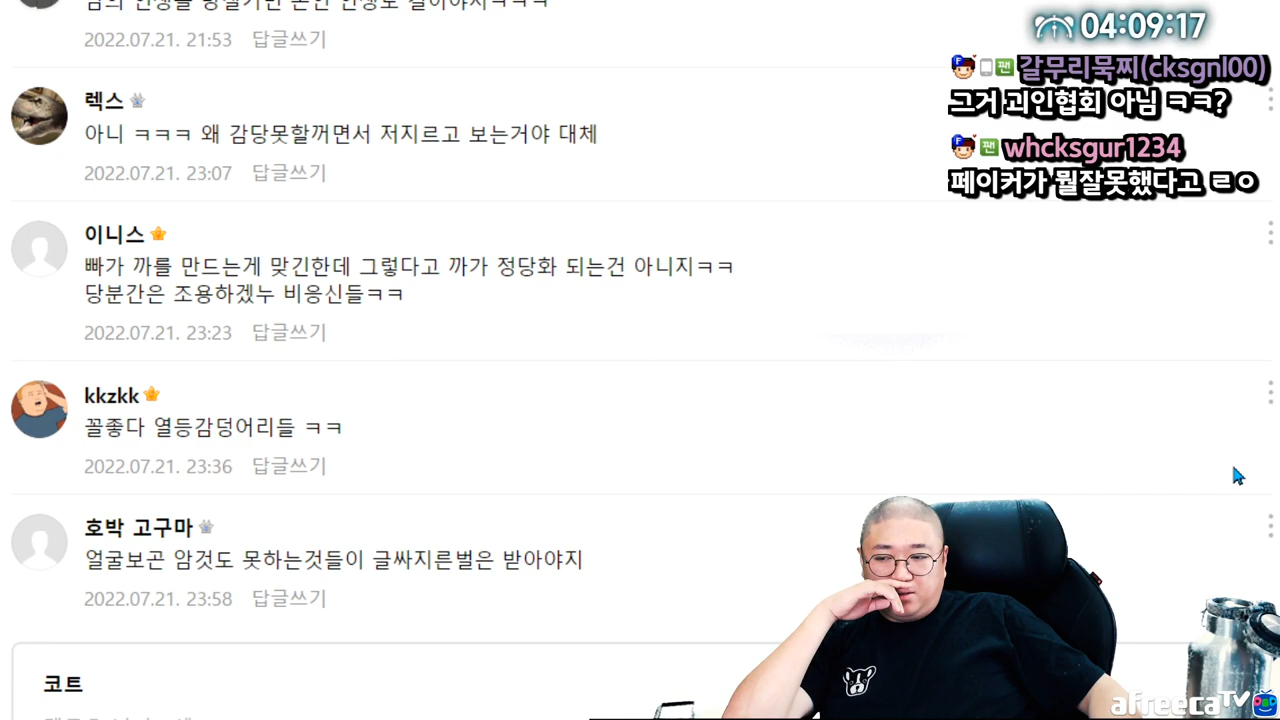 2022.07.21. 21:53 답글쓰기
렉스
아니 ㅋㅋㅋ 왜 감당못할꺼면서 저지르고 보는거야 대체
2022.07.21. 23:07 답글쓰기
이니스
빠가 까를 만드는게 맞긴한데 그렇다고 까가 정당화 되는건 아니지ㅋㅋ
당분간은 조용하겠누 비응신들ㅋㅋ
2022.07.21. 23:23 답글쓰기
kkzkk
꼴좋다 열등감덩어리들 ㅋㅋ
2022.07.21. 23:36 답글쓰기
호박 고구마
얼굴보곤 암것도 못하는것들이 글싸지른벌은 받아야지
2022.07.21. 23:58 답글쓰기
코트
04:09:17
F 팬 갈무리묵찌(cksgnl00)
그거 괴인협회 아님 ㅋㅋ?
F 팬 whcksgur1234
페이커가 뭘잘못했다고 ㄹㅇ
afreecaTV